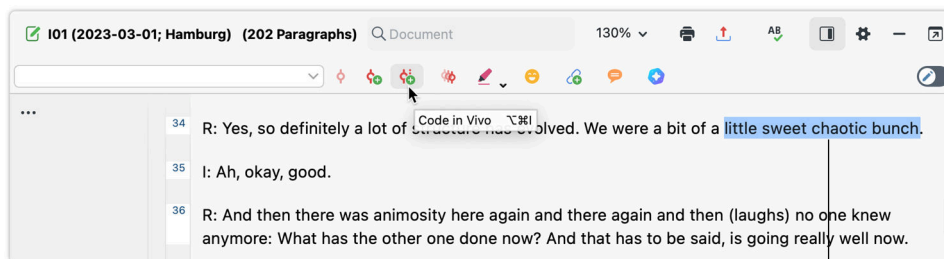 I01 (2023-03-01; Hamburg) (202 Paragraphs) Document 130% AB
Code in Vivo ⌥⌘I
34 R: Yes, so definitely a lot of structure has evolved. We were a bit of a little sweet chaotic bunch.
35 I: Ah, okay, good.
36 R: And then there was animosity here again and there again and then (laughs) no one knew
anymore: What has the other one done now? And that has to be said, is going really well now.